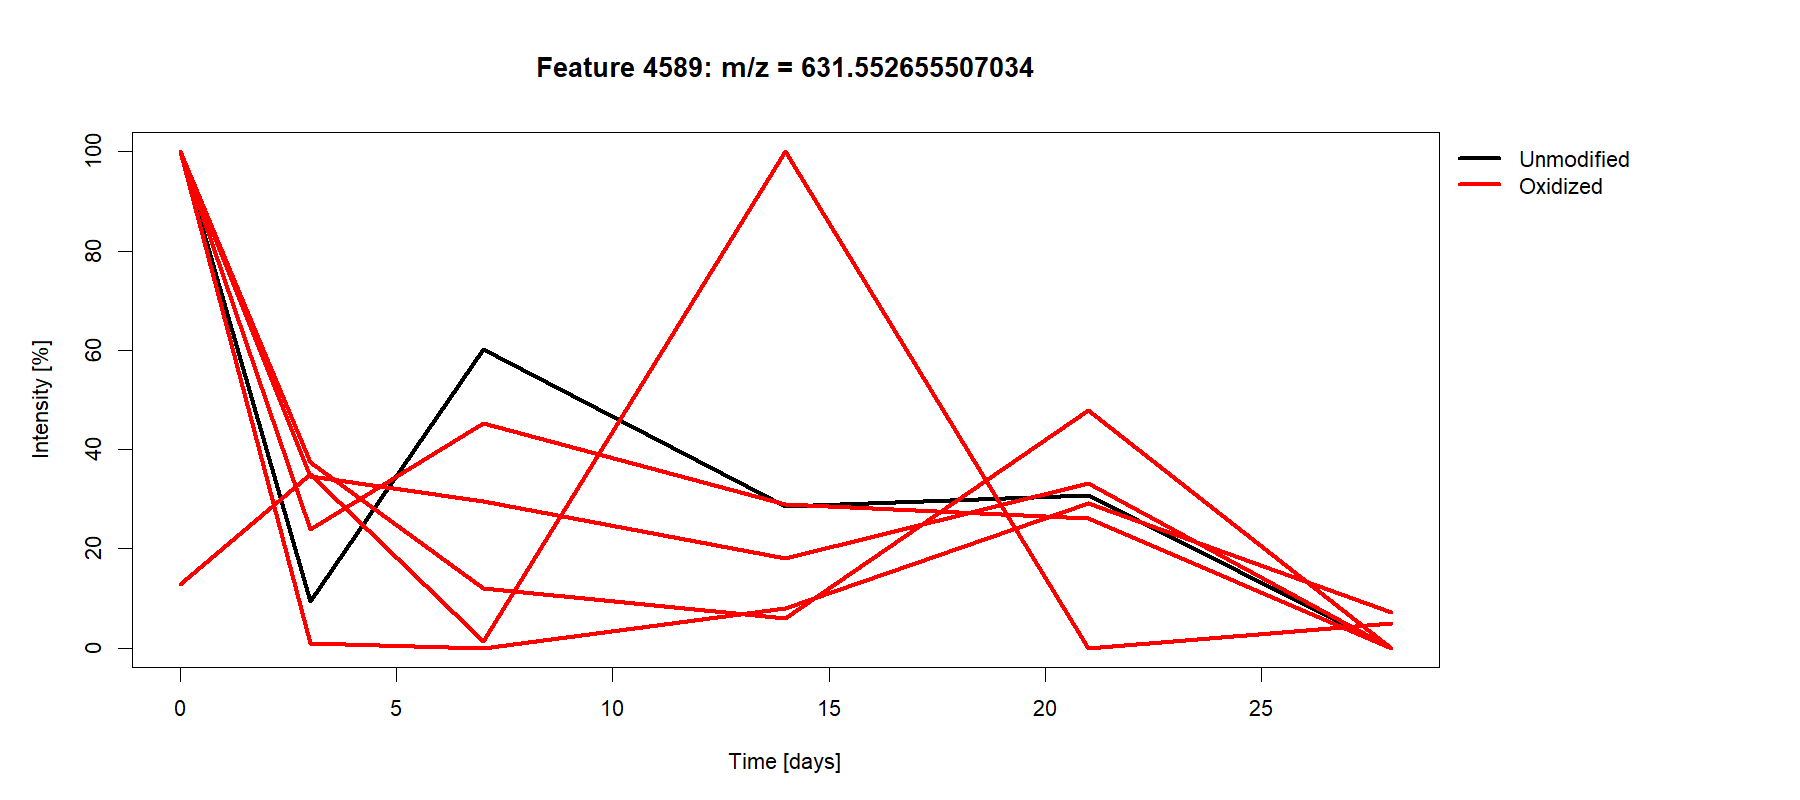 Feature 4589: m/z = 631.552655507034
Unmodified
Oxidized
Intensity [%]
100
80
60
40
20
0
0 5 10 15 20 25
Time [days]